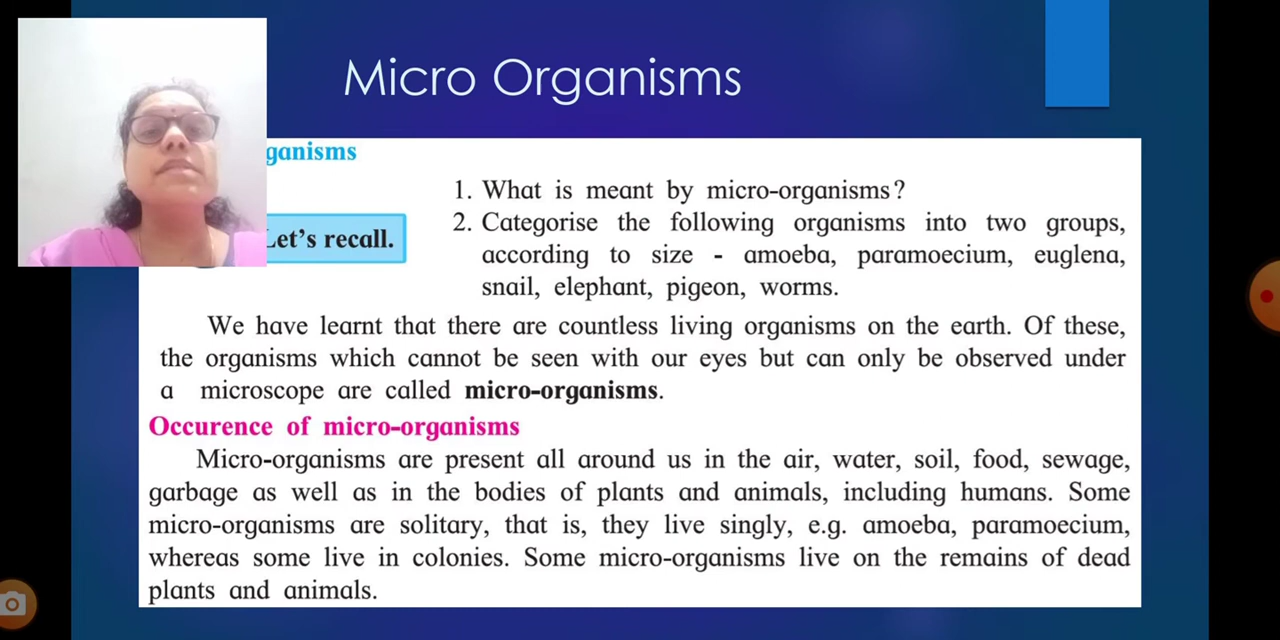 Micro Organisms
ganisms
Let's recall.
1. What is meant by micro-organisms?
2. Categorise the following organisms into two groups,
according to size - amoeba, paramoecium, euglena,
snail, elephant, pigeon, worms.
We have learnt that there are countless living organisms on the earth. Of these,
the organisms which cannot be seen with our eyes but can only be observed under
a microscope are called micro-organisms.
Occurence of micro-organisms
Micro-organisms are present all around us in the air, water, soil, food, sewage,
garbage as well as in the bodies of plants and animals, including humans. Some
micro-organisms are solitary, that is, they live singly, e.g. amoeba, paramoecium,
whereas some live in colonies. Some micro-organisms live on the remains of dead
plants and animals.